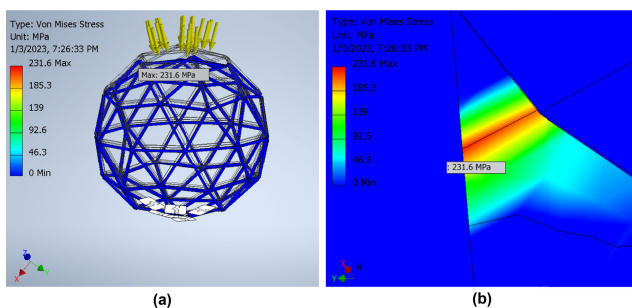 Type: Von Mises Stress
Unit: MPa
1/3/2023, 7:26:33 PM
231.6 Max
185.3
139
92.6
46.3
0 Min
Max: 231.6 MPa
Z
X
Y
(a)
Type: Von Mises Stress
Unit: MPa
1/3/2023, 7:26:33 PM
231.6 Max
185.3
139
92.6
46.3
0 Min
: 231.6 MPa
X
Y
(b)